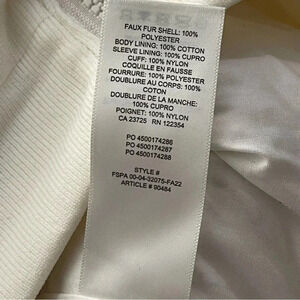 FAUX FUR SHELL: 100%
POLYESTER
BODY LINING: 100% COTTON
SLEEVE LINING: 100% CUPRO
CUFF: 100% NYLON
COQUILLE EN FAUSSE
FOURRURE: 100% POLYESTER
DOUBLURE AU CORPS: 100%
COTON
DOUBLURE DE LA MANCHE:
100% CUPRO
POIGNET: 100% NYLON
CA 23725 RN 122354
PO 4500174286
PO 4500174287
PO 4500174288
STYLE #
FSPA 00-04-32075-FA22
ARTICLE # 90484